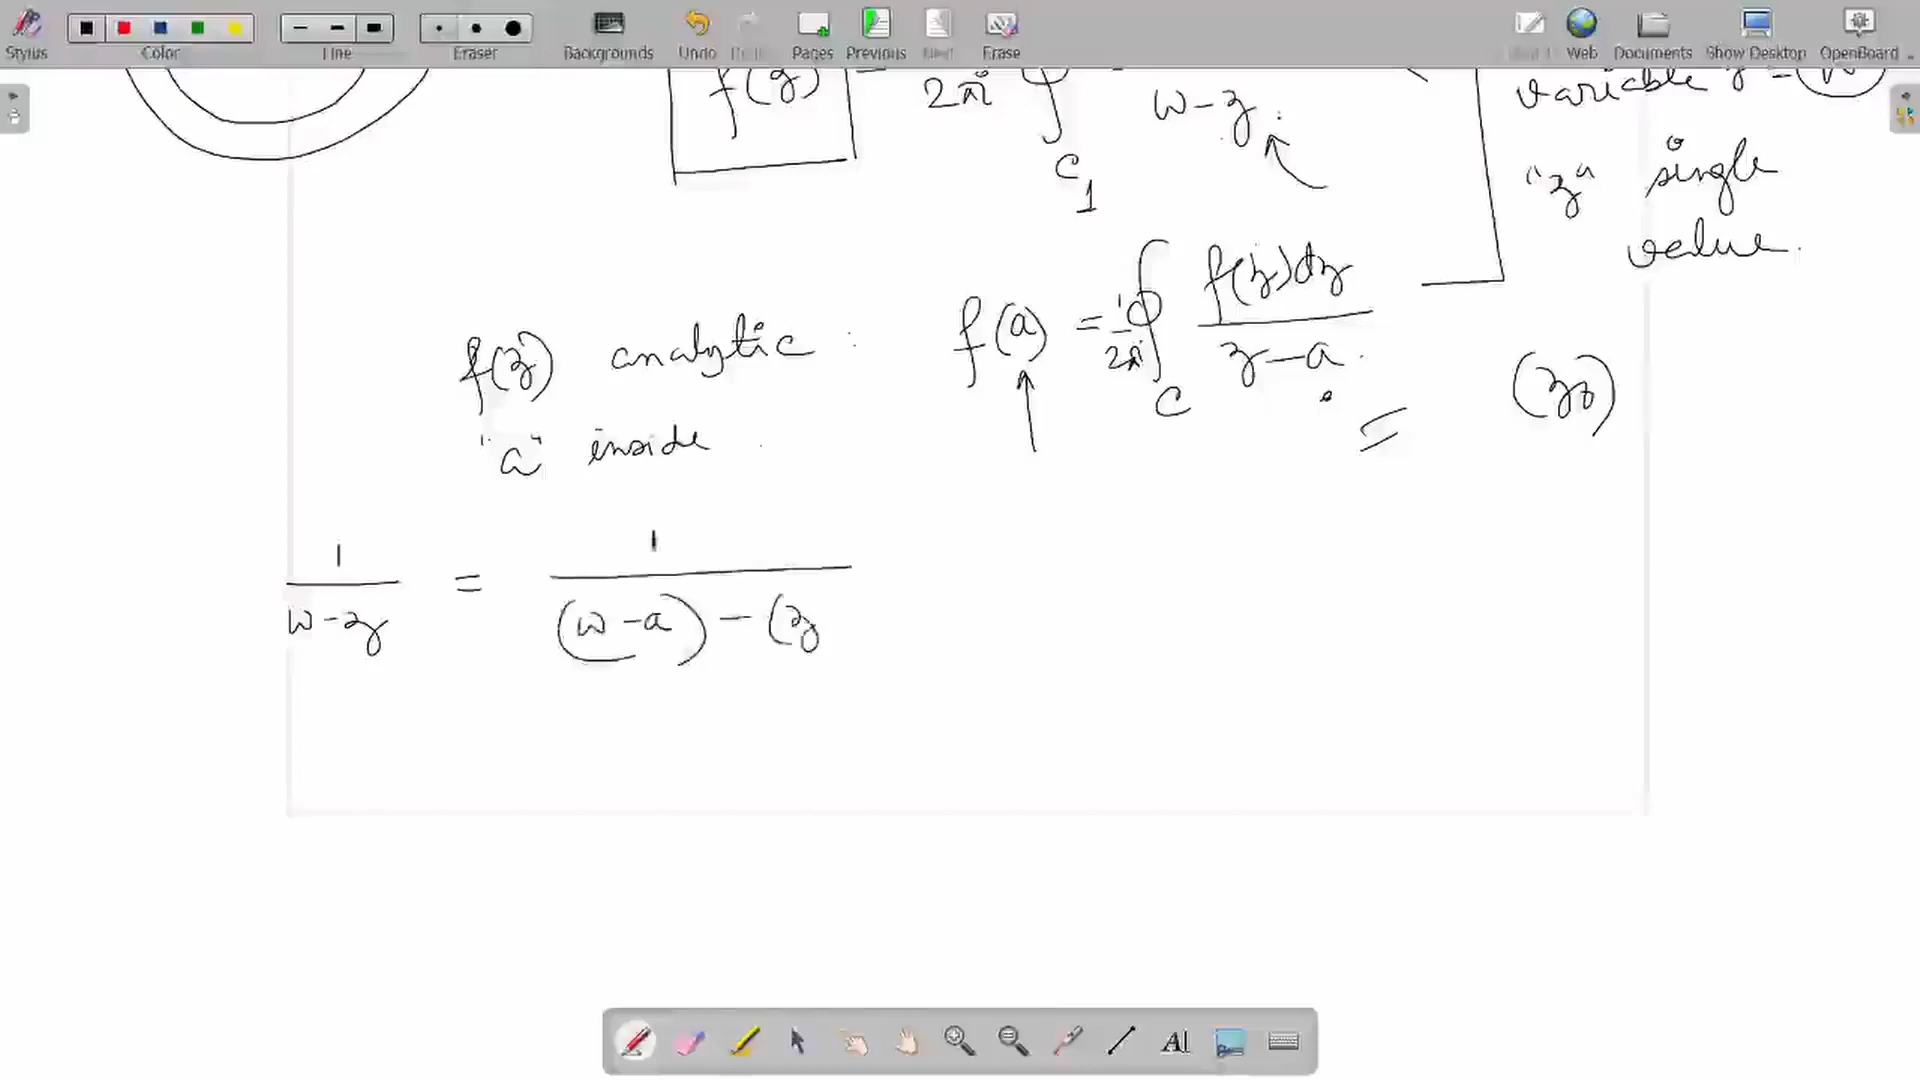 Stylus Color Line Eraser Backgrounds Undo Pages Previous Next Erase Web Documents Show Desktop OpenBoard
f(z) = 2πi ∮ w-z
C1
variable z = w
"z" single
value.
f(z) analytic :
f(a) = 1/2πi ∮C f(z)dz / z-a
"a" inside
1/w-z = 1/(w-a) - (z